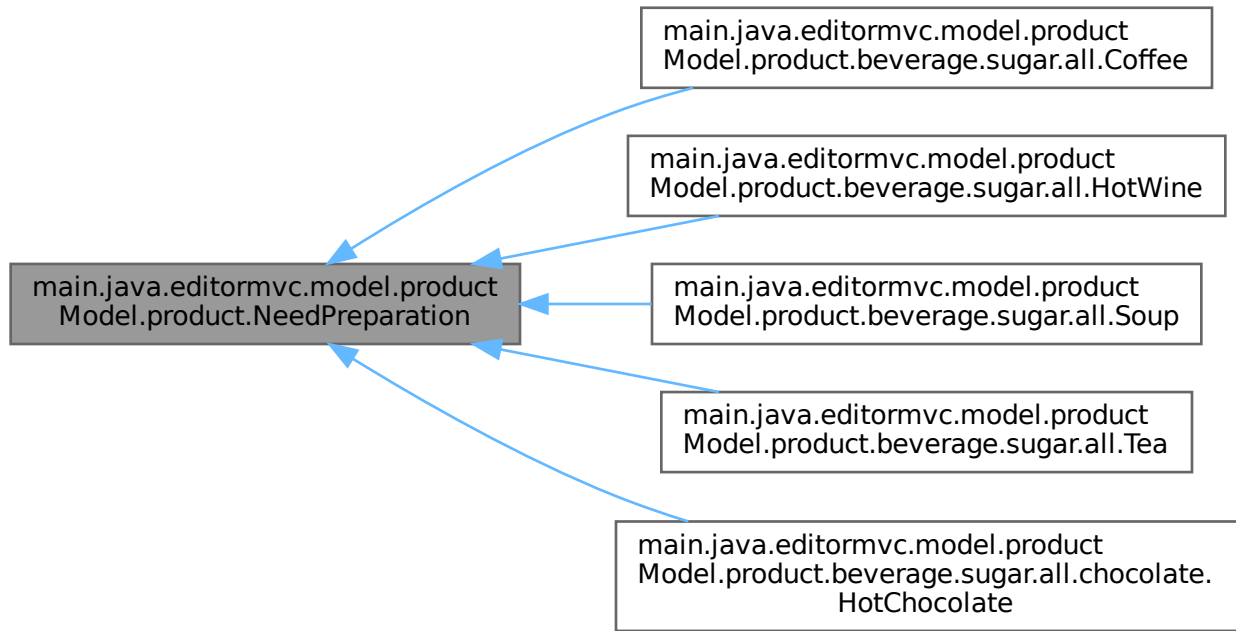 main.java.editormvc.model.product
Model.product.beverage.sugar.all.Coffee
main.java.editormvc.model.product
Model.product.beverage.sugar.all.HotWine
main.java.editormvc.model.product
Model.product.NeedPreparation
main.java.editormvc.model.product
Model.product.beverage.sugar.all.Soup
main.java.editormvc.model.product
Model.product.beverage.sugar.all.Tea
main.java.editormvc.model.product
Model.product.beverage.sugar.all.chocolate.
HotChocolate